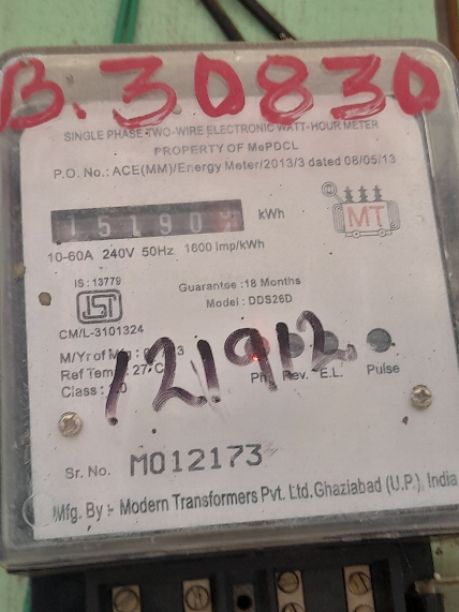 B.30830
SINGLE PHASE TWO-WIRE ELECTRONIC WATT-HOUR METER
PROPERTY OF MePDCL
P.O. No.: ACE(MM)/Energy Meter/2013/3 dated 08/05/13
15190 kWh
MT
10-60A 240V 50Hz 1600 imp/kWh
IS : 13779
Guarantee : 18 Months
Model : DDS26D
ISI
CM/L-3101324
121912.
M/Yr of Mfg :
Ref Temp : 27 C
Class :
Ph. Rev. E.L. Pulse
Sr. No. M012173
Mfg. By :- Modern Transformers Pvt. Ltd. Ghaziabad (U.P.) India